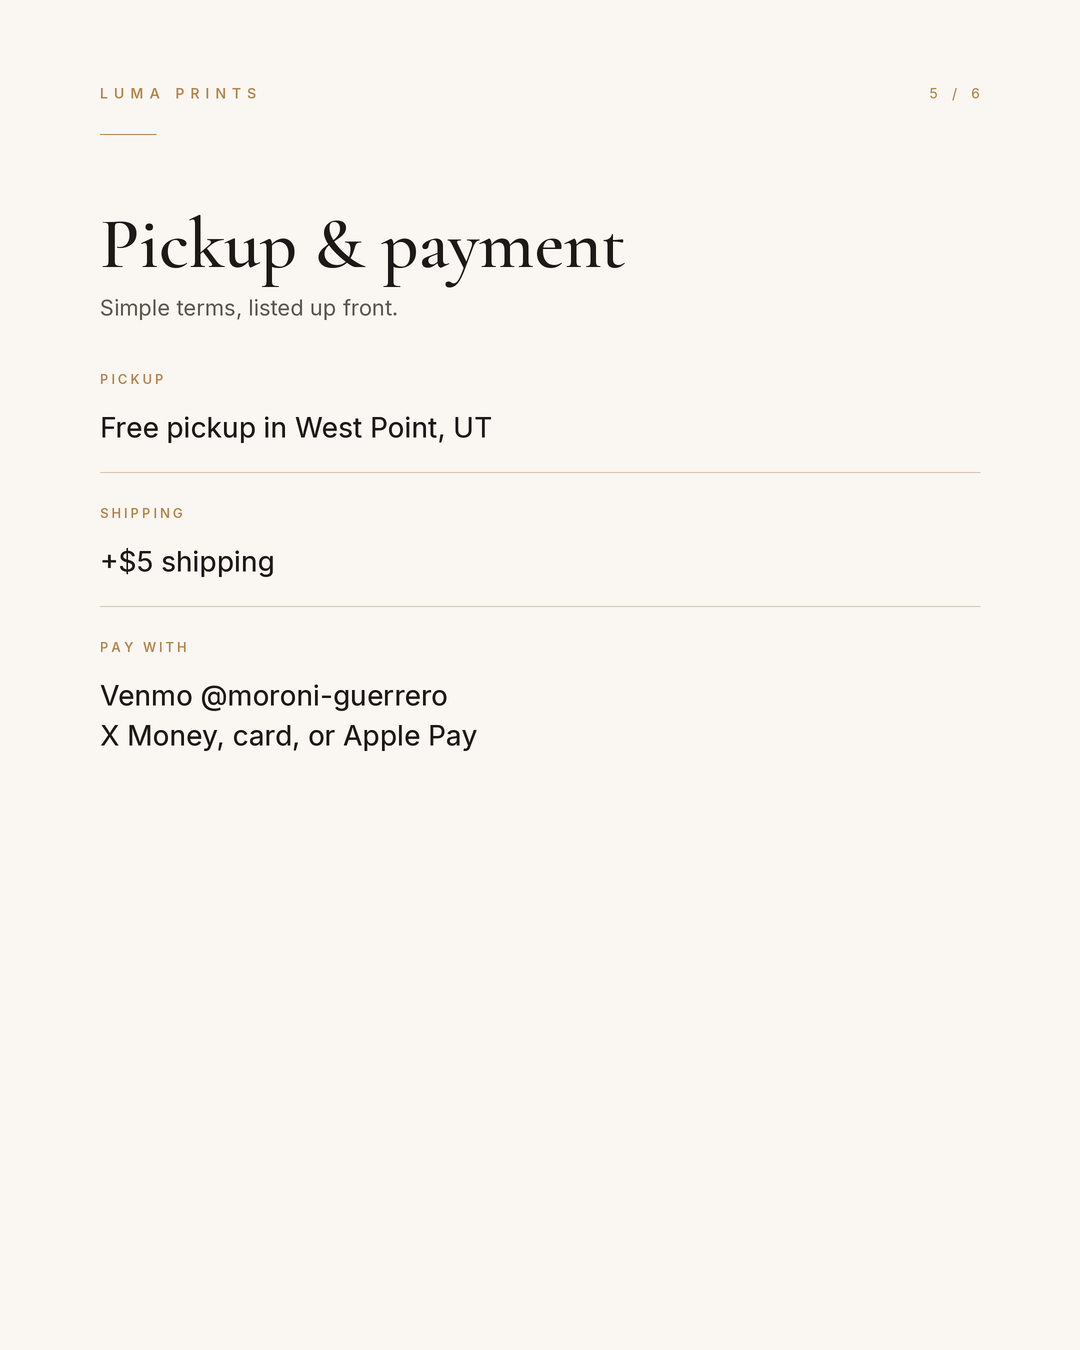 LUMA PRINTS
5 / 6
Pickup & payment
Simple terms, listed up front.
PICKUP
Free pickup in West Point, UT
SHIPPING
+$5 shipping
PAY WITH
Venmo @moroni-guerrero
X Money, card, or Apple Pay